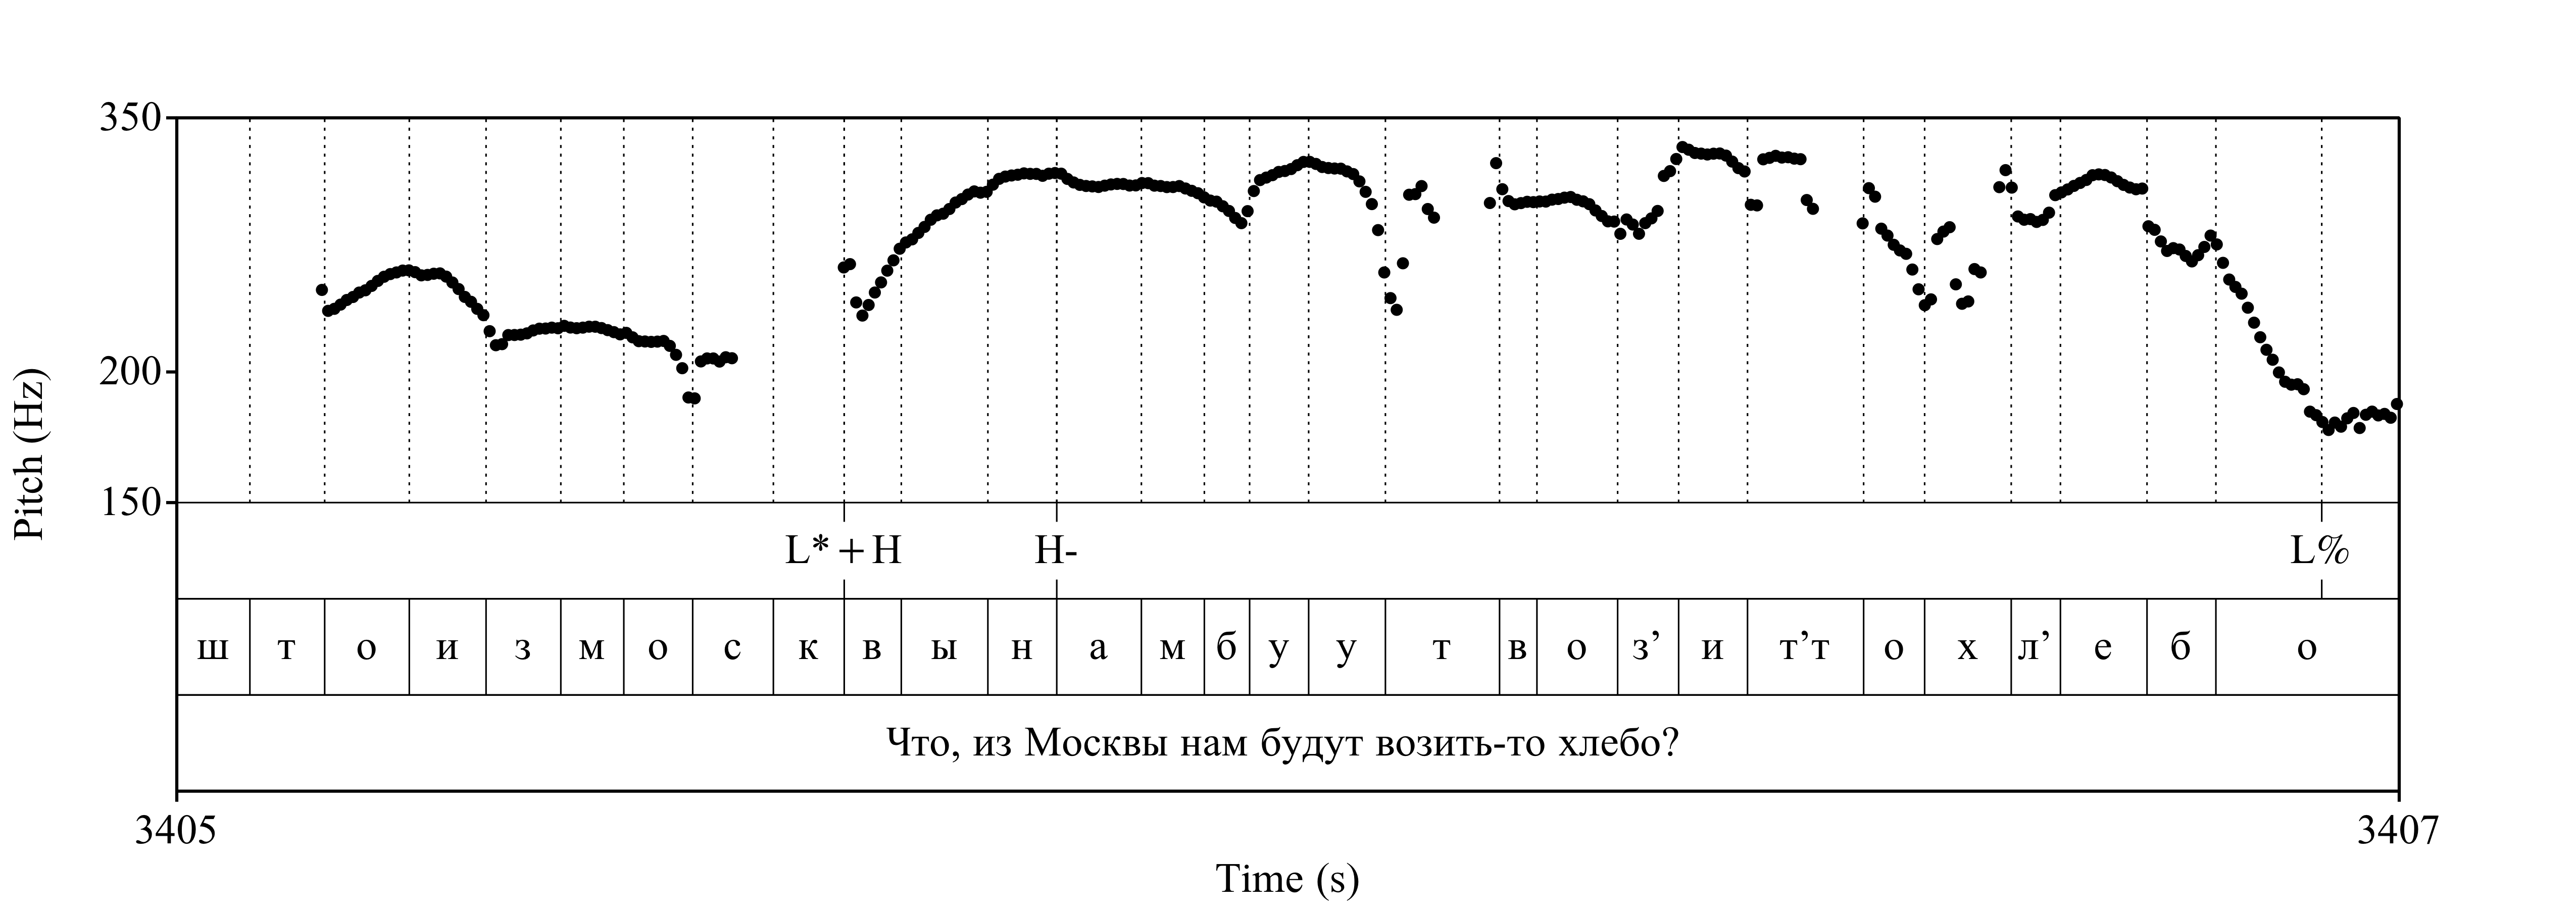 350
200
150
Pitch (Hz)
L* + H H- L%
ш т о и з м о с к в ы н а м б у у т в о з’ и т’т о х л’ е б о
Что, из Москвы нам будут возить-то хлебо?
3405 3407
Time (s)